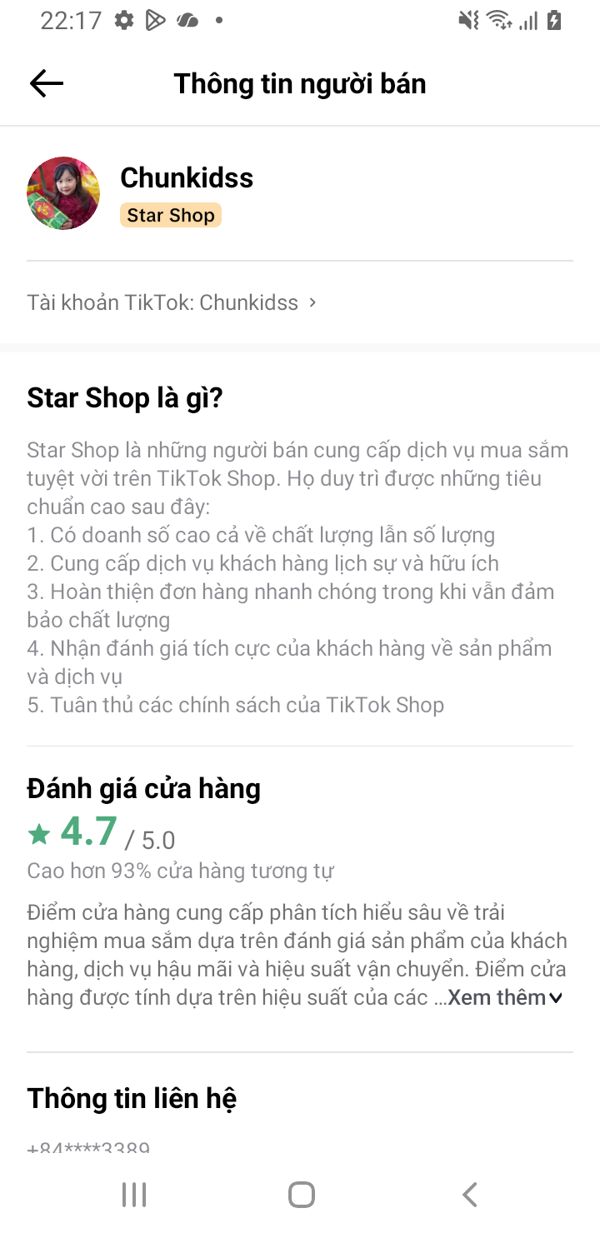 22:17
Thông tin người bán
Chunkidss
Star Shop
Tài khoản TikTok: Chunkidss >
Star Shop là gì?
Star Shop là những người bán cung cấp dịch vụ mua sắm
tuyệt vời trên TikTok Shop. Họ duy trì được những tiêu
chuẩn cao sau đây:
1. Có doanh số cao cả về chất lượng lẫn số lượng
2. Cung cấp dịch vụ khách hàng lịch sự và hữu ích
3. Hoàn thiện đơn hàng nhanh chóng trong khi vẫn đảm
bảo chất lượng
4. Nhận đánh giá tích cực của khách hàng về sản phẩm
và dịch vụ
5. Tuân thủ các chính sách của TikTok Shop
Đánh giá cửa hàng
4.7 / 5.0
Cao hơn 93% cửa hàng tương tự
Điểm cửa hàng cung cấp phân tích hiểu sâu về trải
nghiệm mua sắm dựa trên đánh giá sản phẩm của khách
hàng, dịch vụ hậu mãi và hiệu suất vận chuyển. Điểm cửa
hàng được tính dựa trên hiệu suất của các ...Xem thêm
Thông tin liên hệ
+84****3389